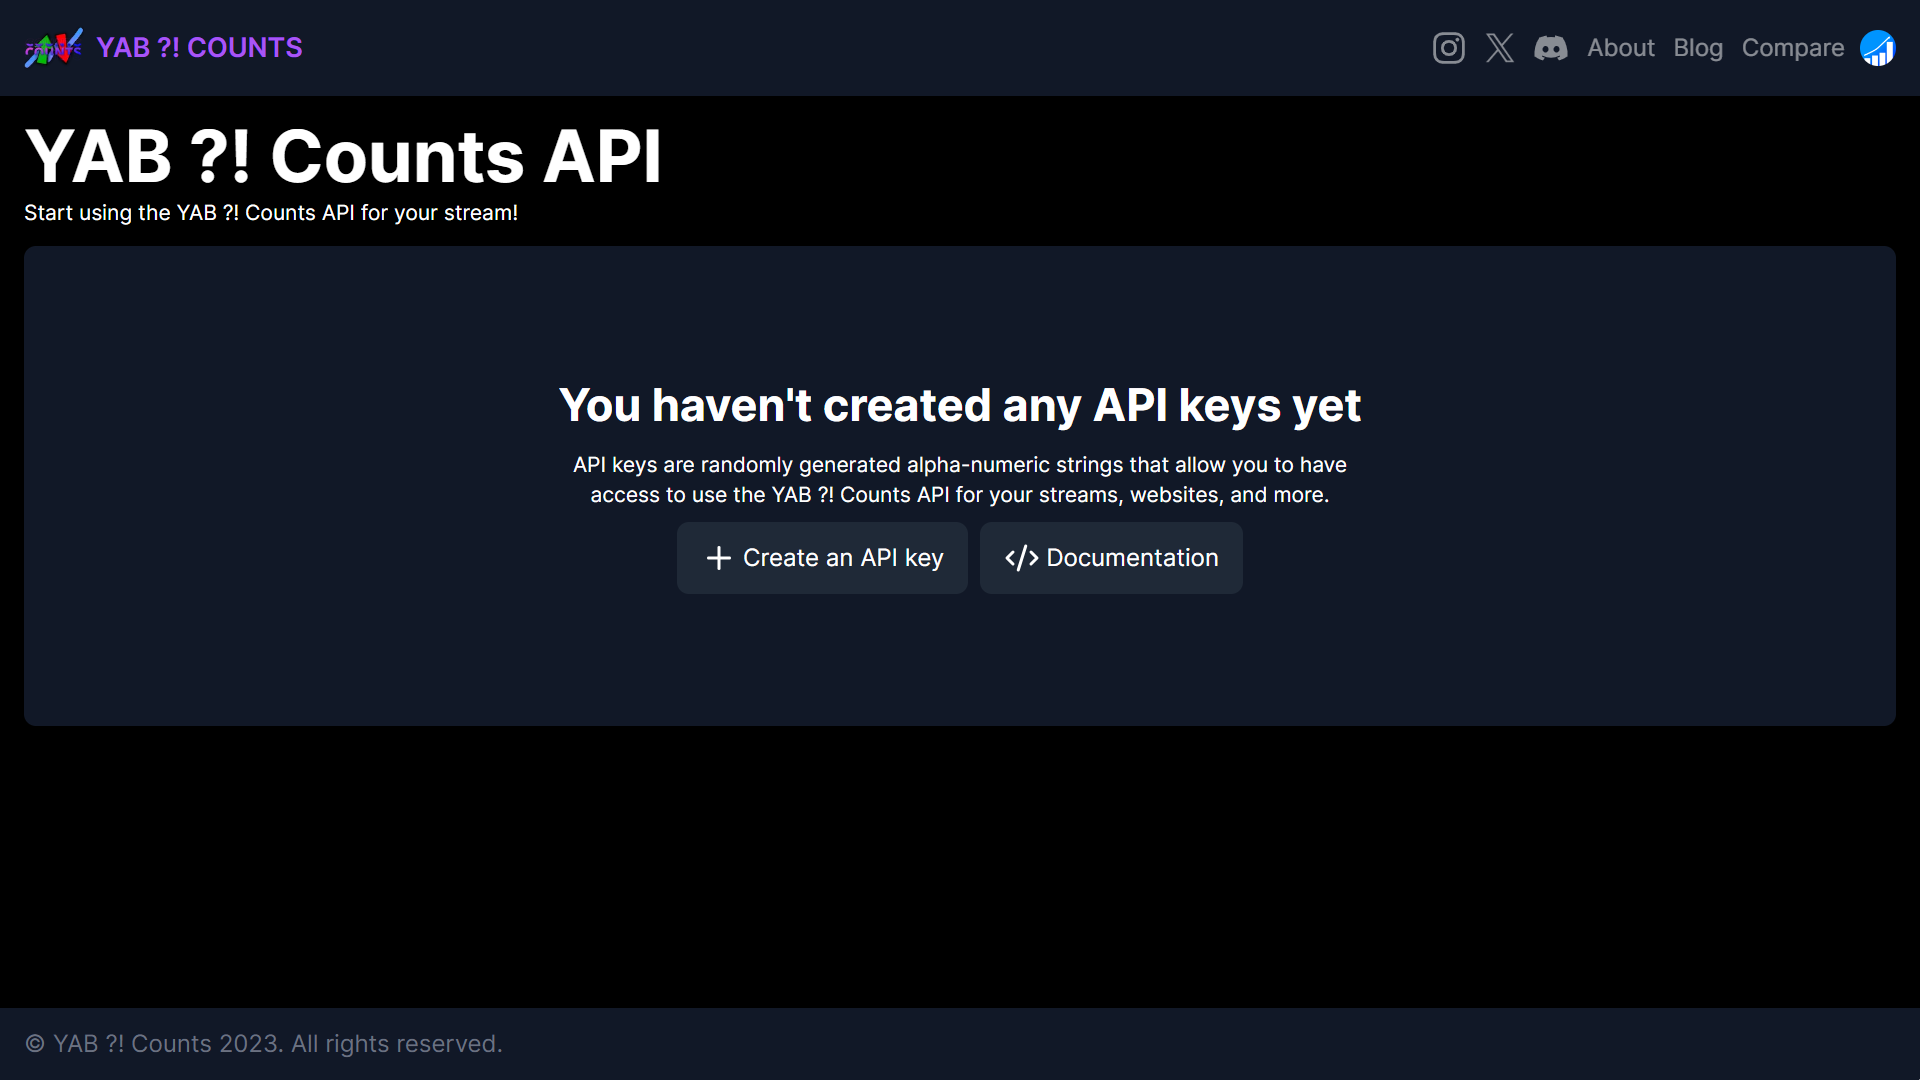 YAB ?! COUNTS
About
Blog
Compare
YAB ?! Counts API
Start using the YAB ?! Counts API for your stream!
You haven't created any API keys yet
API keys are randomly generated alpha-numeric strings that allow you to have
access to use the YAB ?! Counts API for your streams, websites, and more.
Create an API key
Documentation
© YAB ?! Counts 2023. All rights reserved.